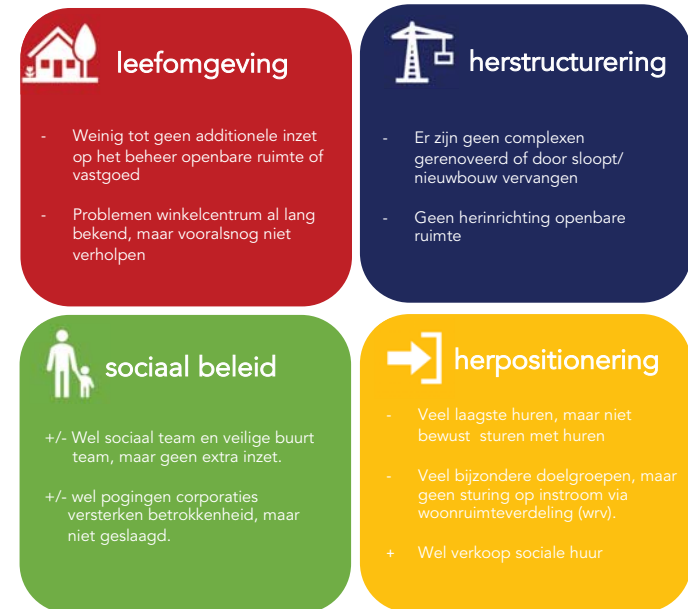 leefomgeving
- Weinig tot geen additionele inzet
op het beheer openbare ruimte of
vastgoed
- Problemen winkelcentrum al lang
bekend, maar vooralsnog niet
verholpen
herstructurering
- Er zijn geen complexen
gerenoveerd of door sloopt/
nieuwbouw vervangen
- Geen herinrichting openbare
ruimte
sociaal beleid
+/- Wel sociaal team en veilige buurt
team, maar geen extra inzet.
+/- wel pogingen corporaties
versterken betrokkenheid, maar
niet geslaagd.
herpositionering
- Veel laagste huren, maar niet
bewust sturen met huren
- Veel bijzondere doelgroepen, maar
geen sturing op instroom via
woonruimteverdeling (wrv).
+ Wel verkoop sociale huur